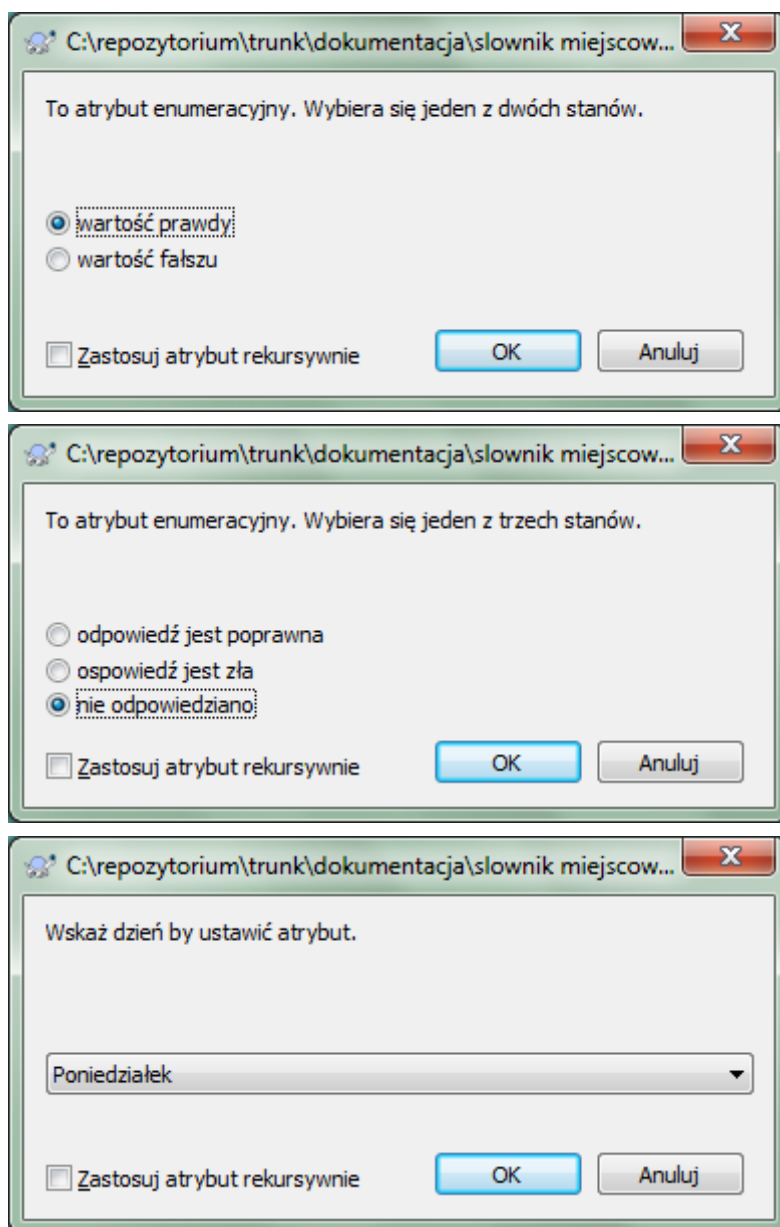 C:\repozytorium\trunk\dokumentacja\slownik miejscow...
To atrybut enumeracyjny. Wybiera się jeden z dwóch stanów.
wartość prawdy
wartość fałszu
Zastosuj atrybut rekursywnie OK Anuluj
C:\repozytorium\trunk\dokumentacja\slownik miejscow...
To atrybut enumeracyjny. Wybiera się jeden z trzech stanów.
odpowiedź jest poprawna
ospowiedź jest zła
nie odpowiedziano
Zastosuj atrybut rekursywnie OK Anuluj
C:\repozytorium\trunk\dokumentacja\slownik miejscow...
Wskaż dzień by ustawić atrybut.
Poniedziałek
Zastosuj atrybut rekursywnie OK Anuluj